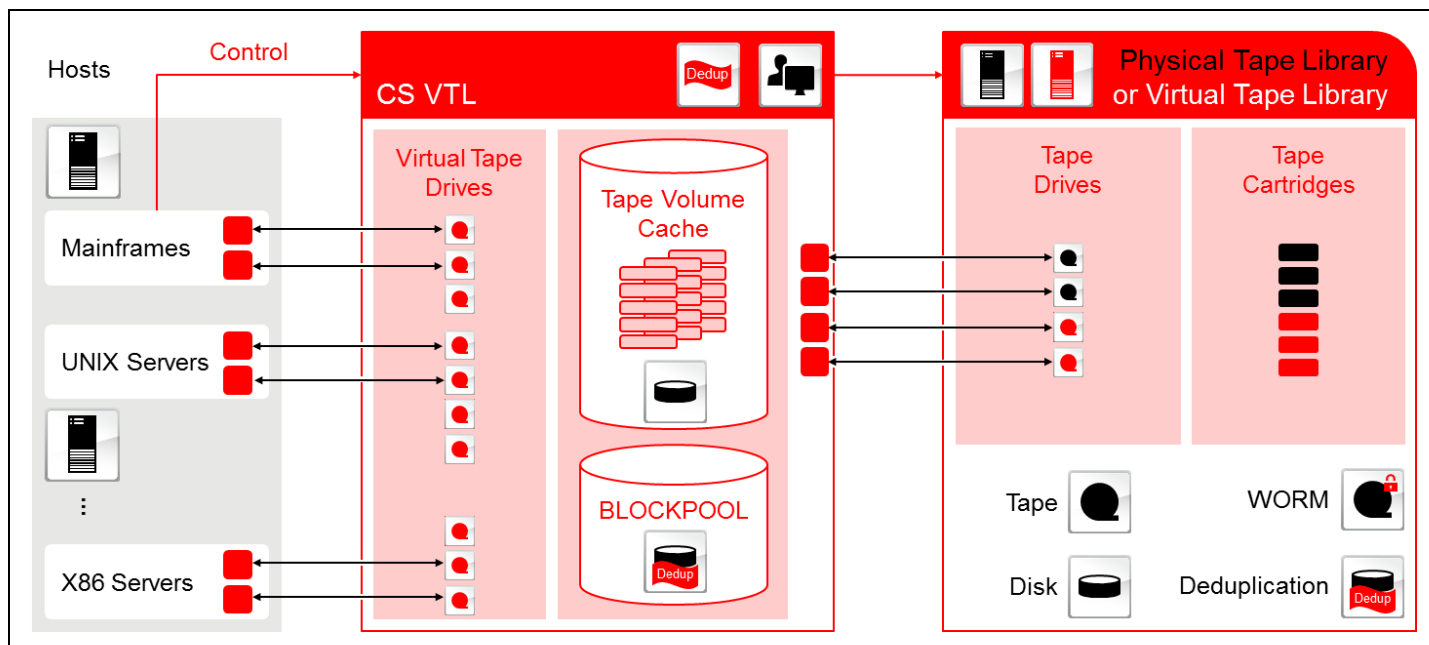 Hosts
Control
Mainframes
UNIX Servers
⋮
X86 Servers
CS VTL
Dedup
Virtual Tape
Drives
Tape Volume
Cache
BLOCKPOOL
Dedup
Physical Tape Library
or Virtual Tape Library
Tape
Drives
Tape
Cartridges
Tape
WORM
Disk
Deduplication
Dedup